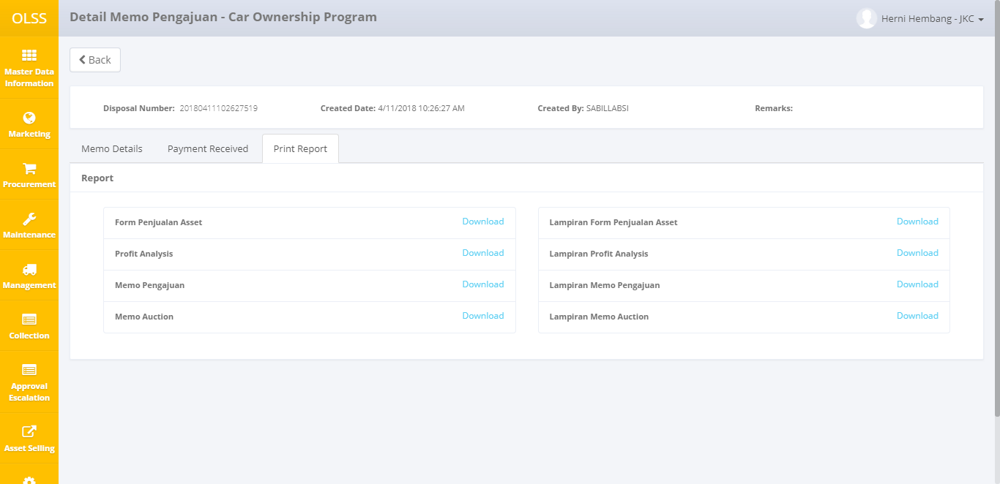 OLSS
Detail Memo Pengajuan - Car Ownership Program
Herni Hembang - JKC
Master Data
Information
Marketing
Procurement
Maintenance
Management
Collection
Approval
Escalation
Asset Selling
Back
Disposal Number: 20180411102627519
Created Date: 4/11/2018 10:26:27 AM
Created By: SABILLABSI
Remarks:
Memo Details
Payment Received
Print Report
Report
Form Penjualan Asset Download
Profit Analysis Download
Memo Pengajuan Download
Memo Auction Download
Lampiran Form Penjualan Asset Download
Lampiran Profit Analysis Download
Lampiran Memo Pengajuan Download
Lampiran Memo Auction Download